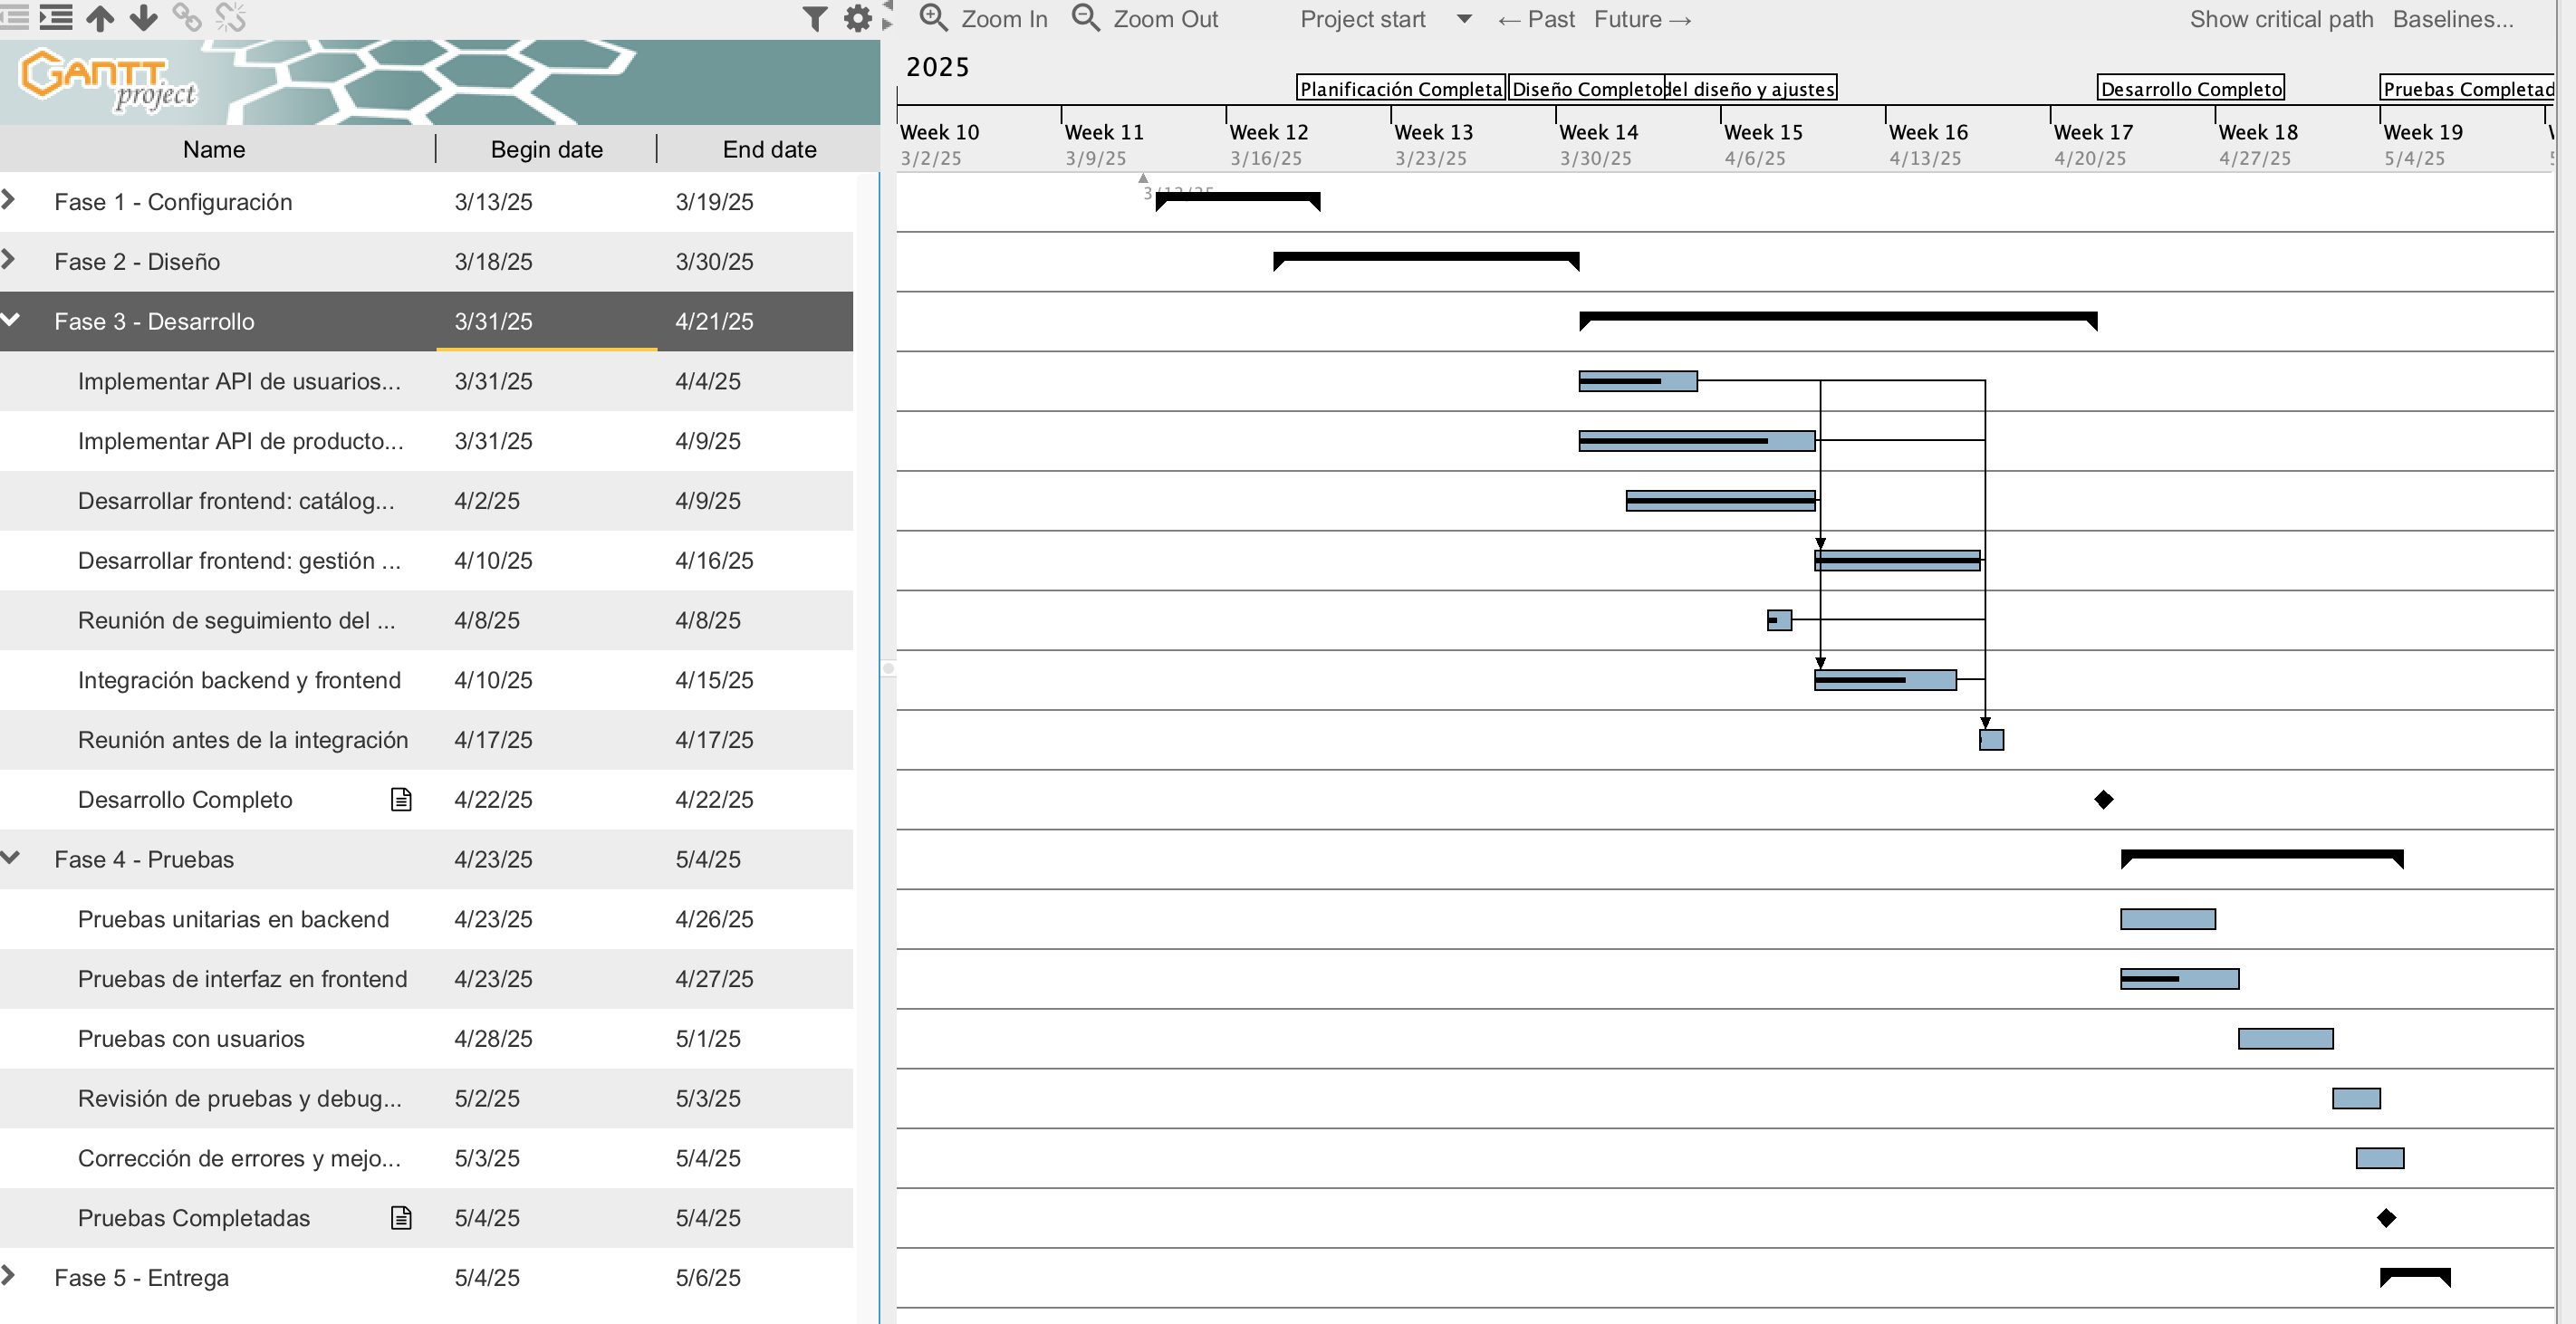 Zoom In Zoom Out Project start ← Past Future → Show critical path Baselines...
GANTT
project
2025
Planificación Completa Diseño Completo del diseño y ajustes Desarrollo Completo Pruebas Completad
Name Begin date End date
Week 10 Week 11 Week 12 Week 13 Week 14 Week 15 Week 16 Week 17 Week 18 Week 19
3/2/25 3/9/25 3/16/25 3/23/25 3/30/25 4/6/25 4/13/25 4/20/25 4/27/25 5/4/25
Fase 1 - Configuración 3/13/25 3/19/25
Fase 2 - Diseño 3/18/25 3/30/25
Fase 3 - Desarrollo 3/31/25 4/21/25
Implementar API de usuarios... 3/31/25 4/4/25
Implementar API de producto... 3/31/25 4/9/25
Desarrollar frontend: catálog... 4/2/25 4/9/25
Desarrollar frontend: gestión ... 4/10/25 4/16/25
Reunión de seguimiento del ... 4/8/25 4/8/25
Integración backend y frontend 4/10/25 4/15/25
Reunión antes de la integración 4/17/25 4/17/25
Desarrollo Completo 4/22/25 4/22/25
Fase 4 - Pruebas 4/23/25 5/4/25
Pruebas unitarias en backend 4/23/25 4/26/25
Pruebas de interfaz en frontend 4/23/25 4/27/25
Pruebas con usuarios 4/28/25 5/1/25
Revisión de pruebas y debug... 5/2/25 5/3/25
Corrección de errores y mejo... 5/3/25 5/4/25
Pruebas Completadas 5/4/25 5/4/25
Fase 5 - Entrega 5/4/25 5/6/25